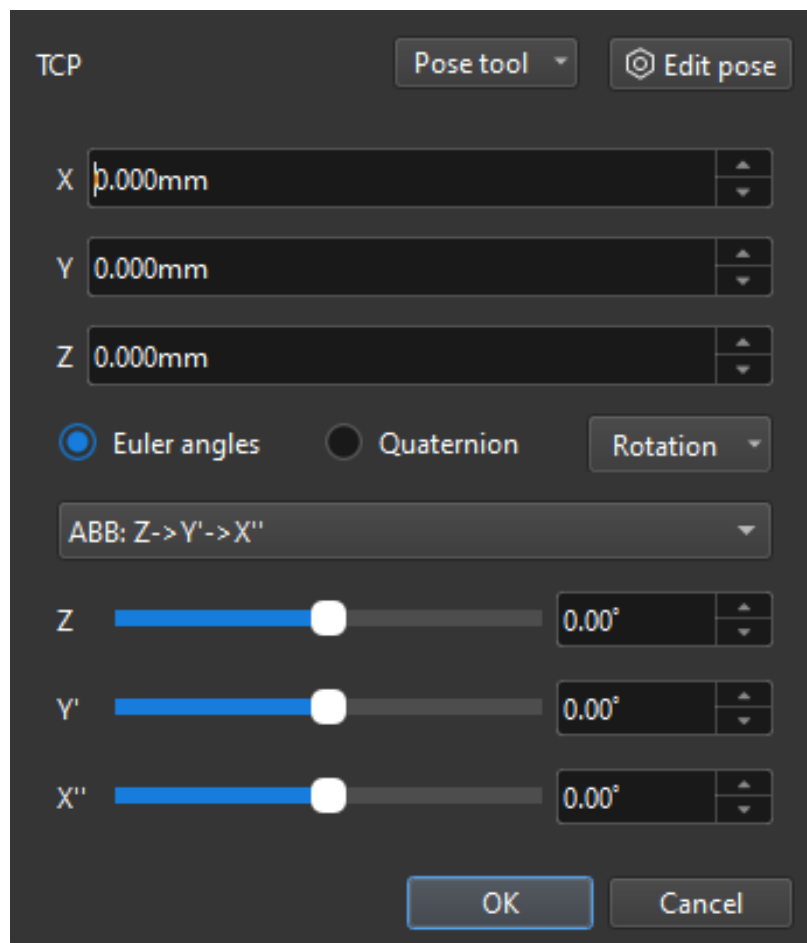 TCP Pose tool Edit pose
X 0.000mm
Y 0.000mm
Z 0.000mm
Euler angles Quaternion Rotation
ABB: Z->Y'->X''
Z 0.00°
Y' 0.00°
X'' 0.00°
OK Cancel